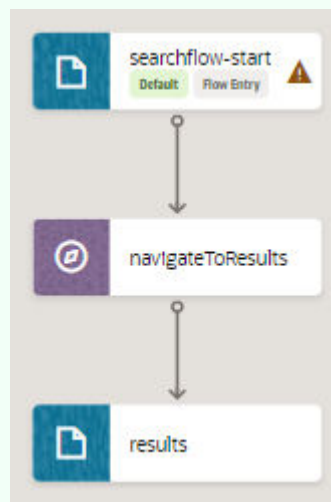 searchflow-start
Default Flow Entry
navigateToResults
results